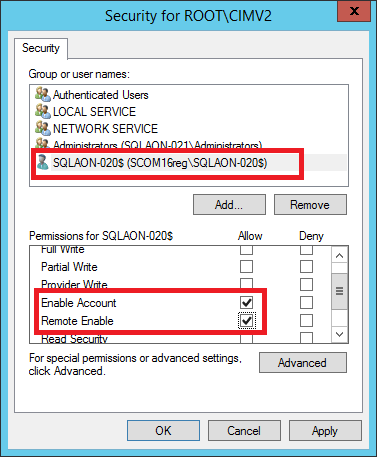 Security for ROOT\CIMV2
x
Security
Group or user names:
Authenticated Users
LOCAL SERVICE
NETWORK SERVICE
Administrators (SQLAON-021\Administrators)
SQLAON-020$ (SCOM16reg\SQLAON-020$)
Add... Remove
Permissions for SQLAON-020$ Allow Deny
Full Write
Partial Write
Provider Write
Enable Account
Remote Enable
Read Security
For special permissions or advanced settings,
click Advanced.
Advanced
OK Cancel Apply